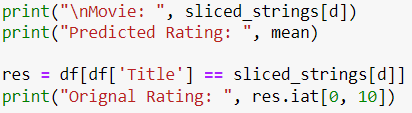 print("\nMovie: ", sliced_strings[d])
print("Predicted Rating: ", mean)
res = df[df['Title'] == sliced_strings[d]]
print("Orignal Rating: ", res.iat[0, 10])